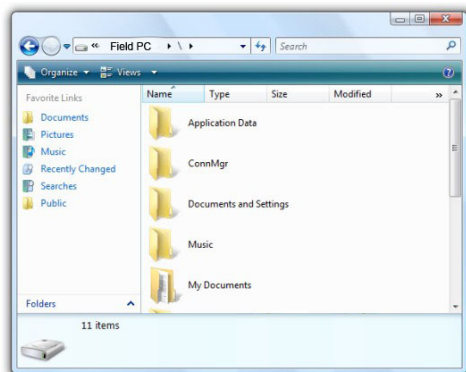 « Field PC ▸ \ ▸ Search
Organize Views
Favorite Links
Documents
Pictures
Music
Recently Changed
Searches
Public
Folders
Name Type Size Modified »
Application Data
ConnMgr
Documents and Settings
Music
My Documents
11 items